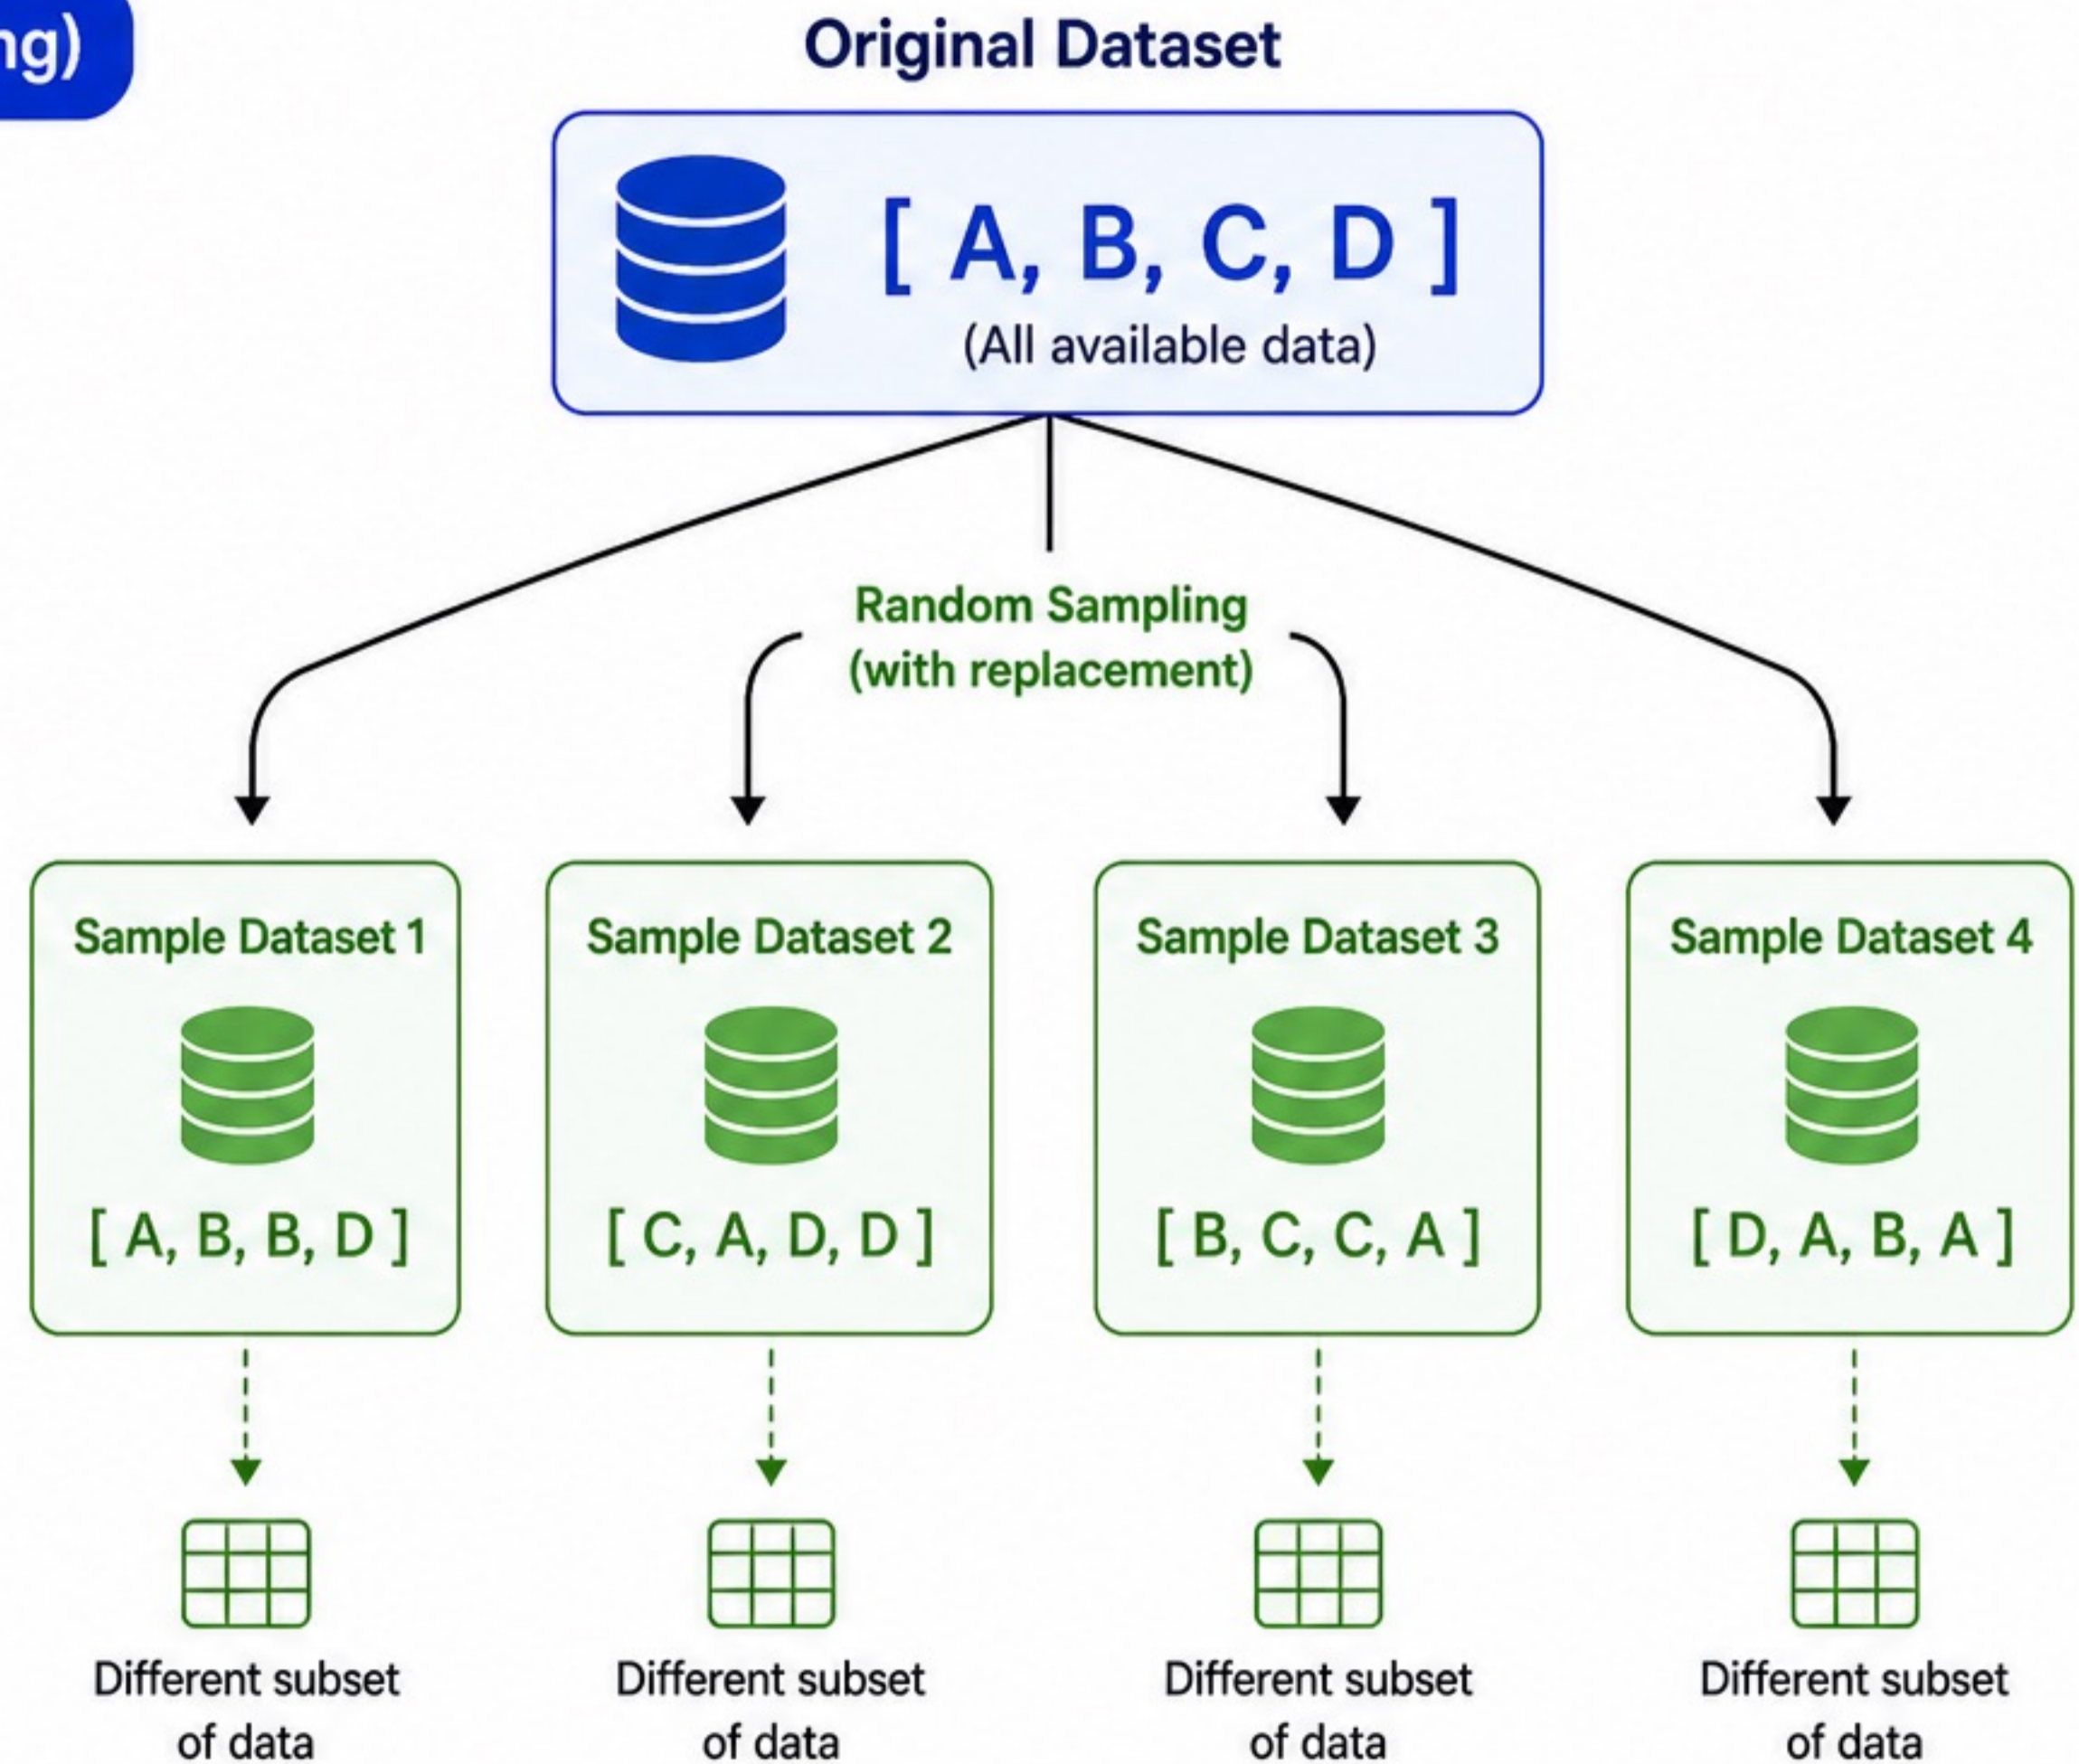 ng)
Original Dataset
[ A, B, C, D ]
(All available data)
Random Sampling
(with replacement)
Sample Dataset 1
Sample Dataset 2
Sample Dataset 3
Sample Dataset 4
[ A, B, B, D ]
[ C, A, D, D ]
[ B, C, C, A ]
[ D, A, B, A ]
Different subset
of data
Different subset
of data
Different subset
of data
Different subset
of data